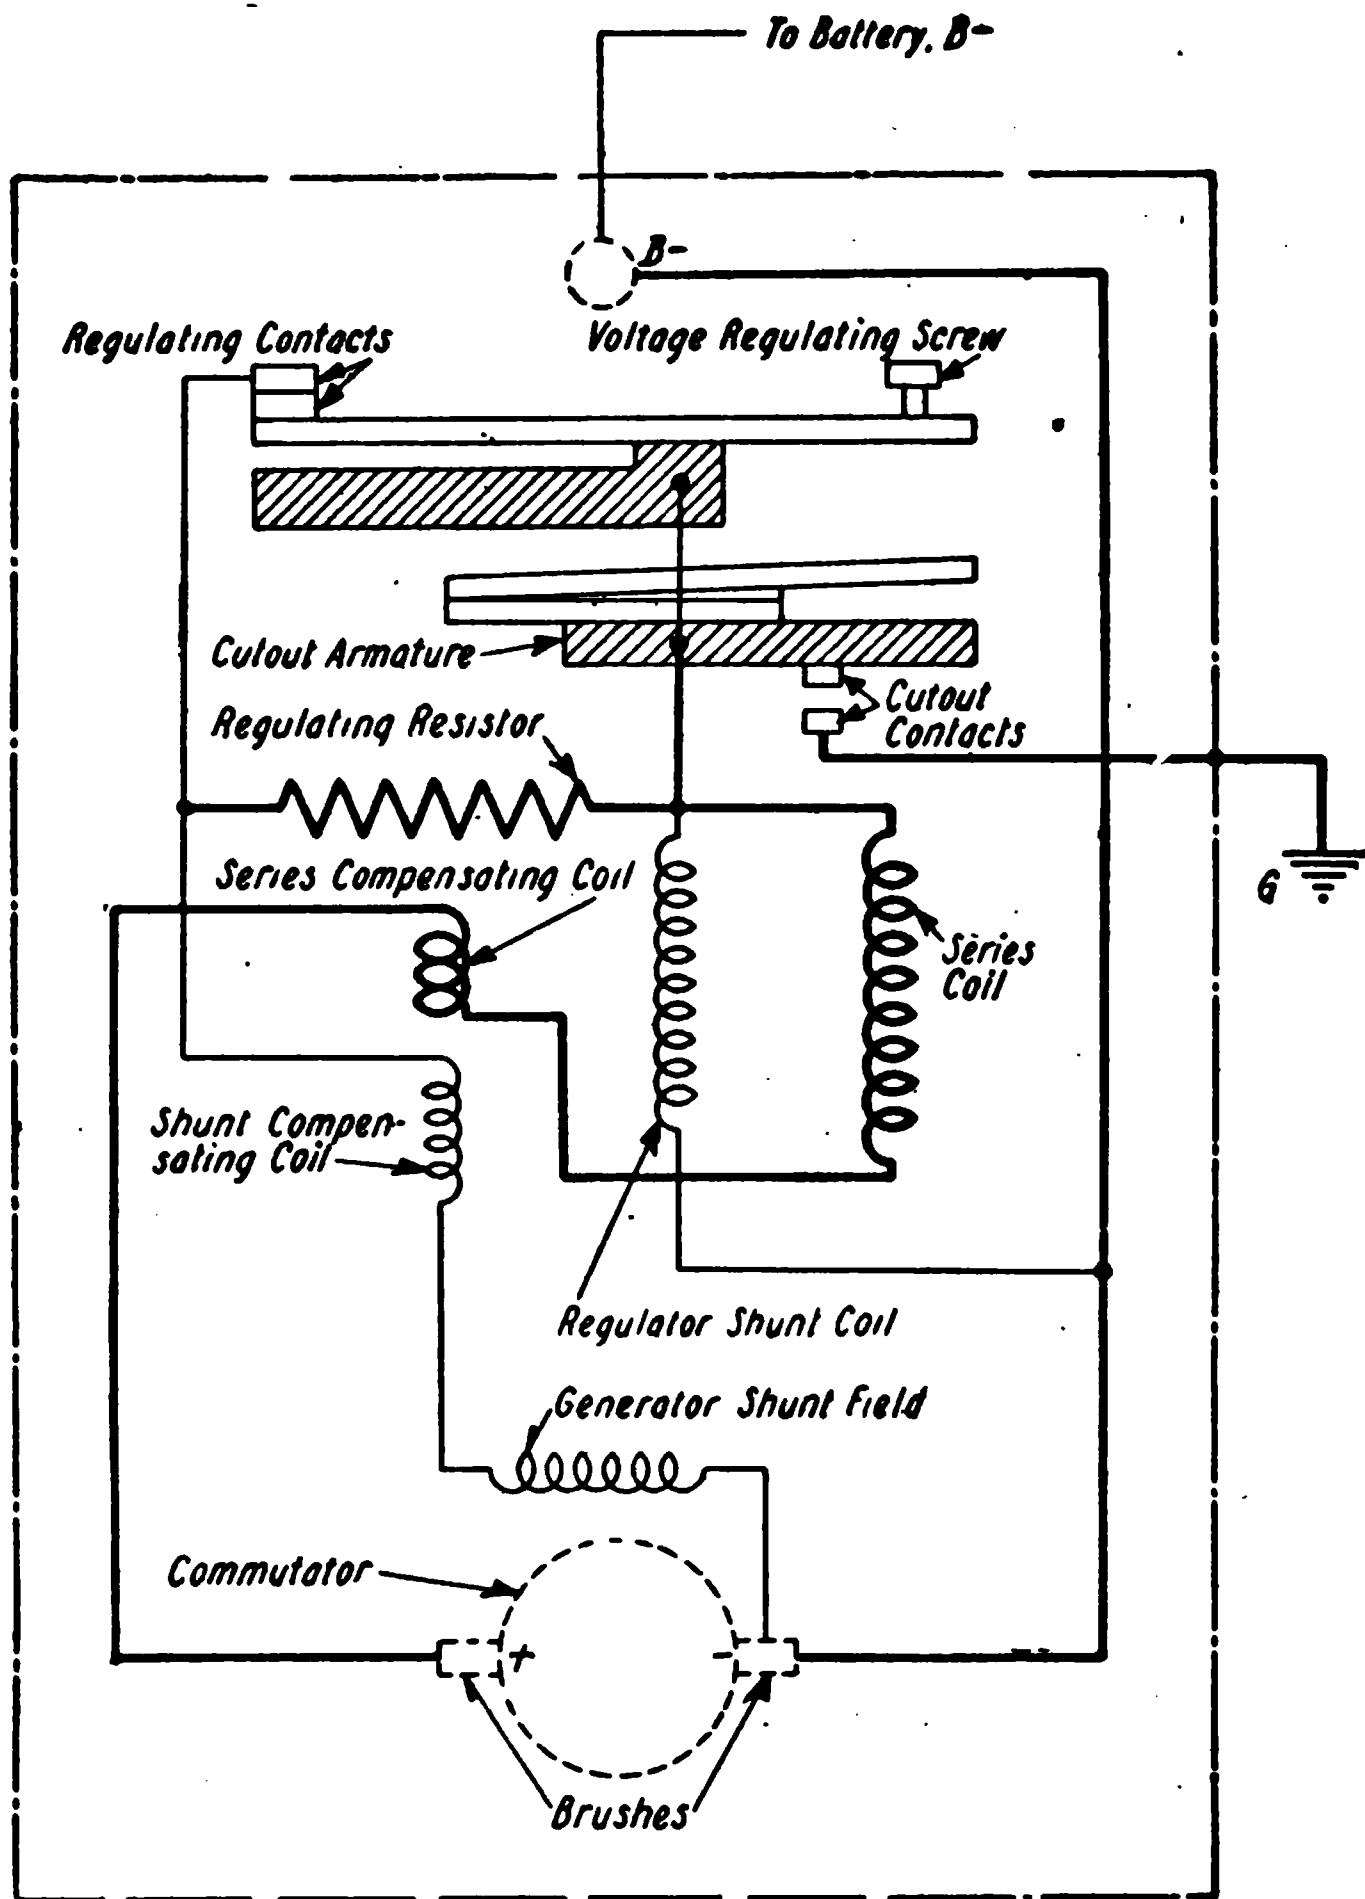 To Battery, B-
B-
Regulating Contacts
Voltage Regulating Screw
Cutout Armature
Cutout
Contacts
Regulating Resistor
Series Compensating Coil
G
Series
Coil
Shunt Compen-
sating Coil
Regulator Shunt Coil
Generator Shunt Field
Commutator
+
-
Brushes